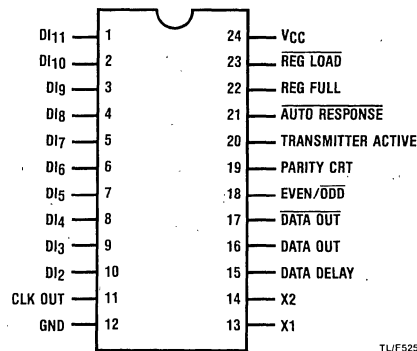 DI11 1 24 VCC
DI10 2 23 REG LOAD
DI9 3 22 REG FULL
DI8 4 21 AUTO RESPONSE
DI7 5 20 TRANSMITTER ACTIVE
DI6 6 19 PARITY CRT
DI5 7 18 EVEN/ODD
DI4 8 17 DATA OUT
DI3 9 16 DATA OUT
DI2 10 15 DATA DELAY
CLK OUT 11 14 X2
GND 12 13 X1
TL/F525